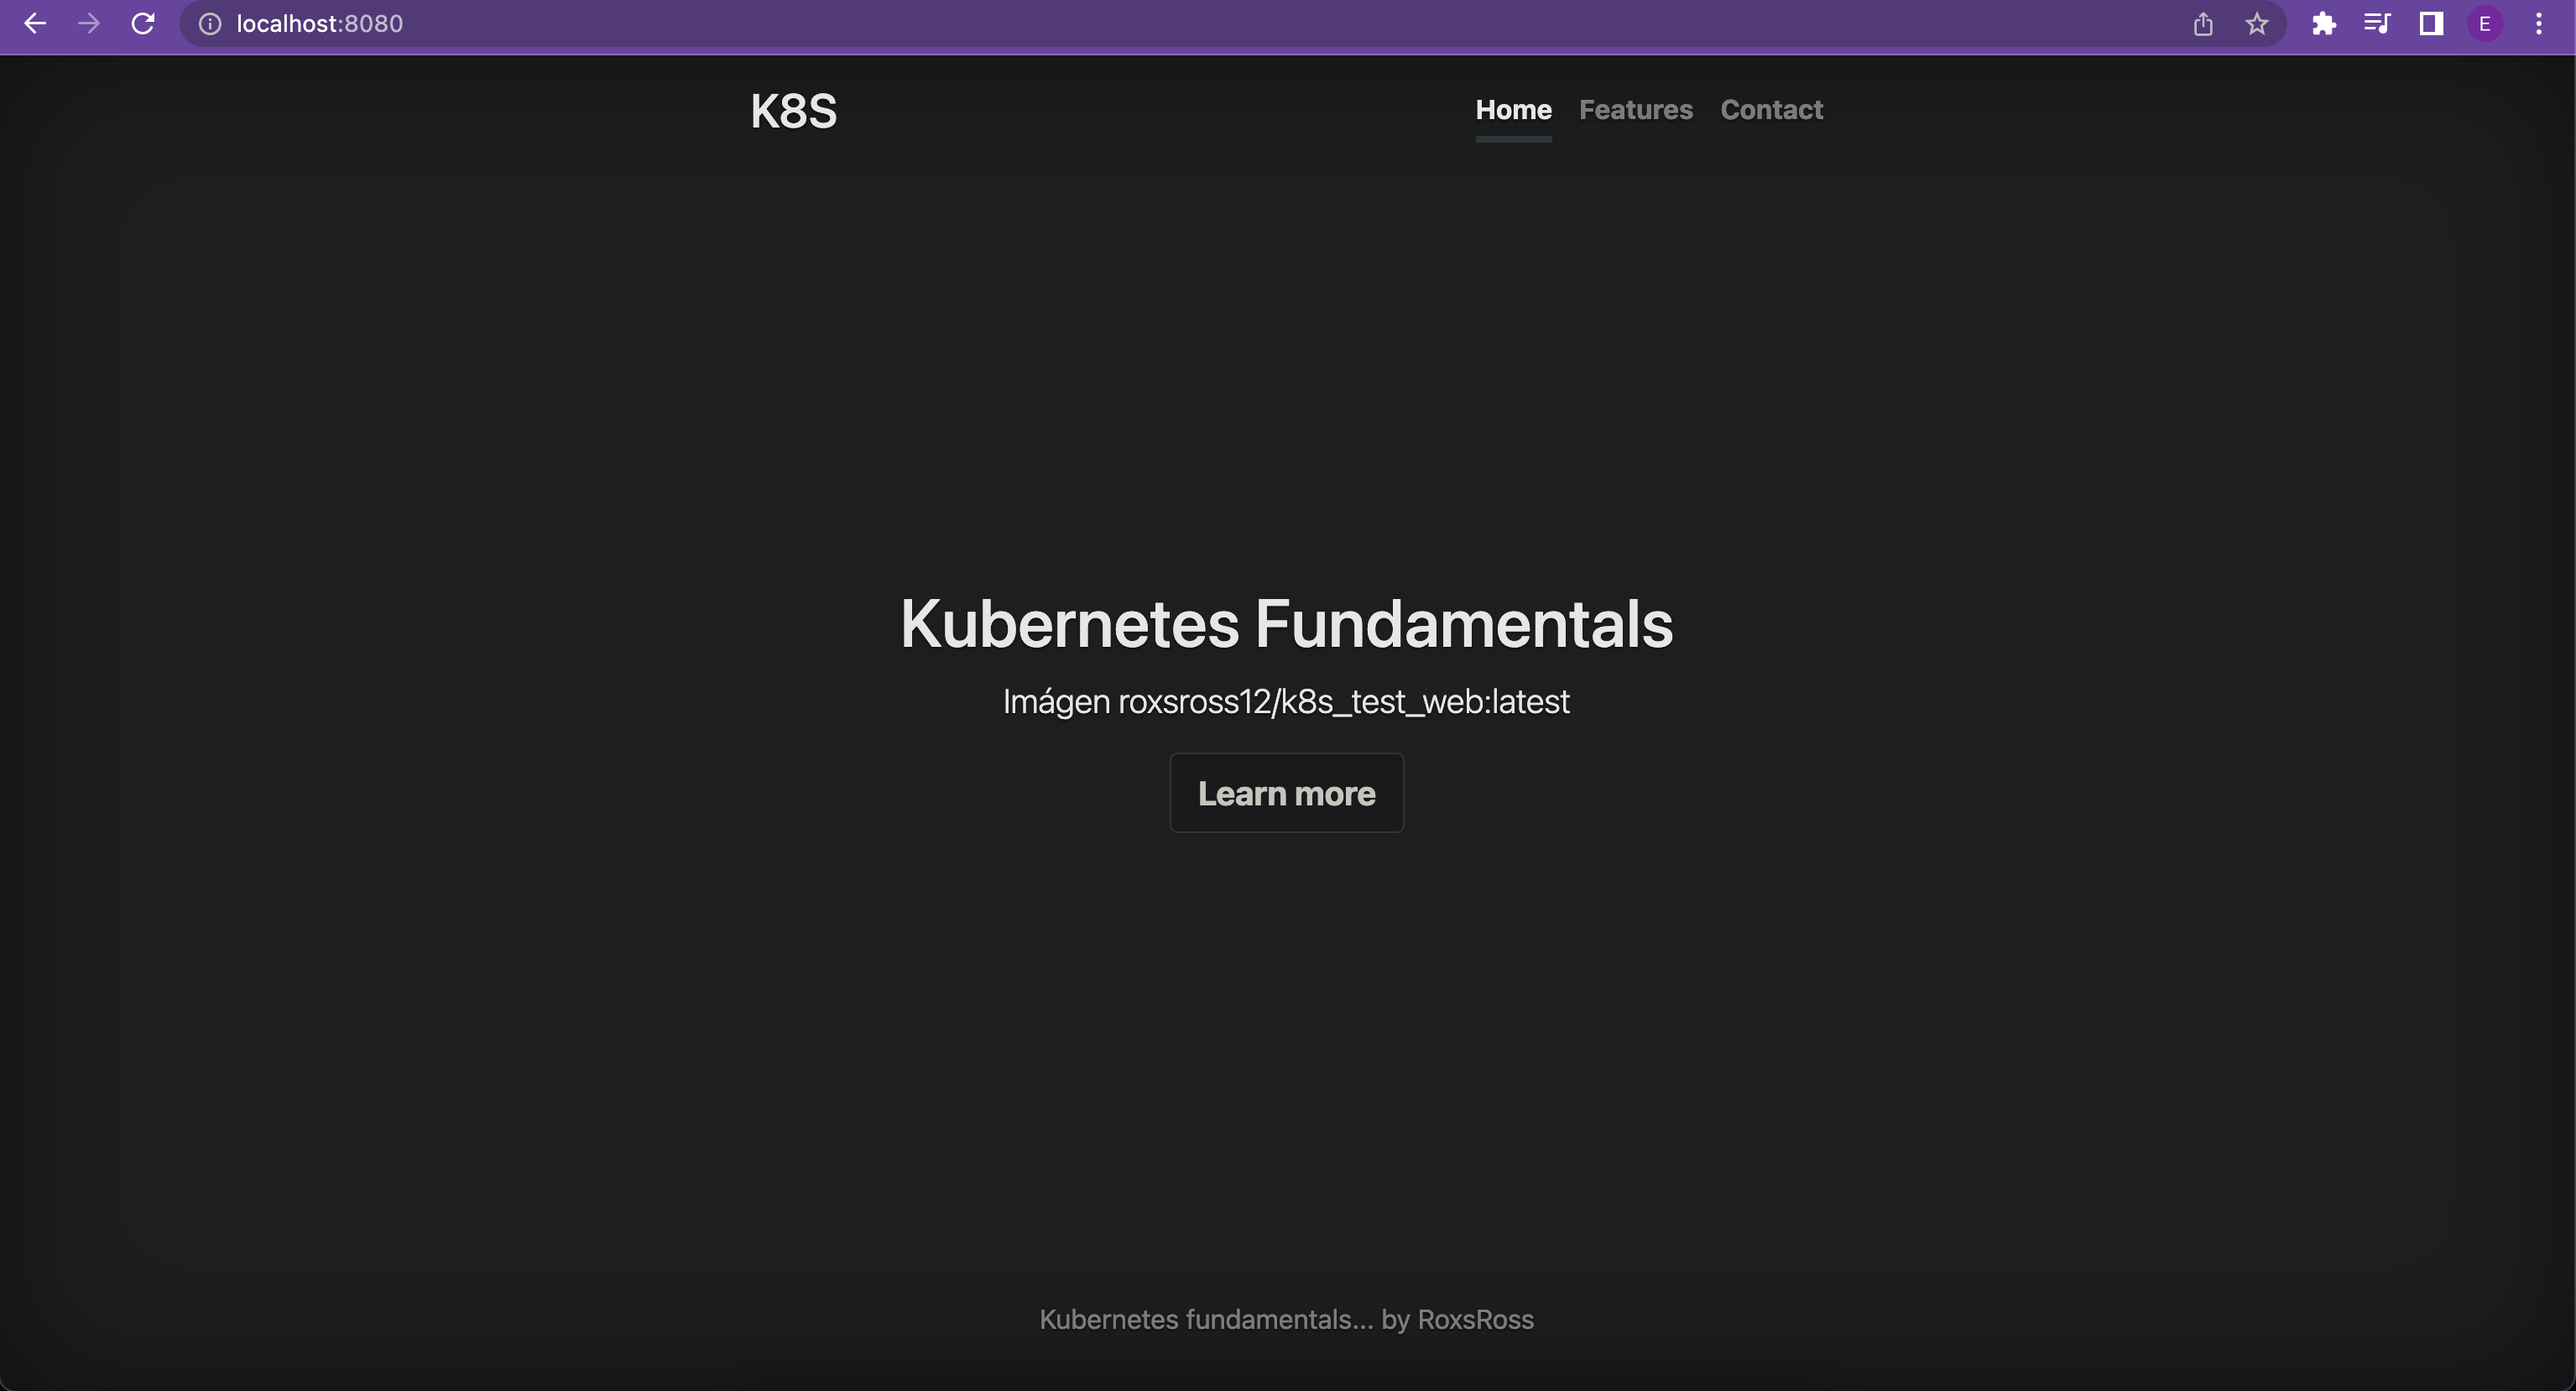 localhost:8080
E
K8S
Home Features Contact
Kubernetes Fundamentals
Imágen roxsross12/k8s_test_web:latest
Learn more
Kubernetes fundamentals... by RoxsRoss